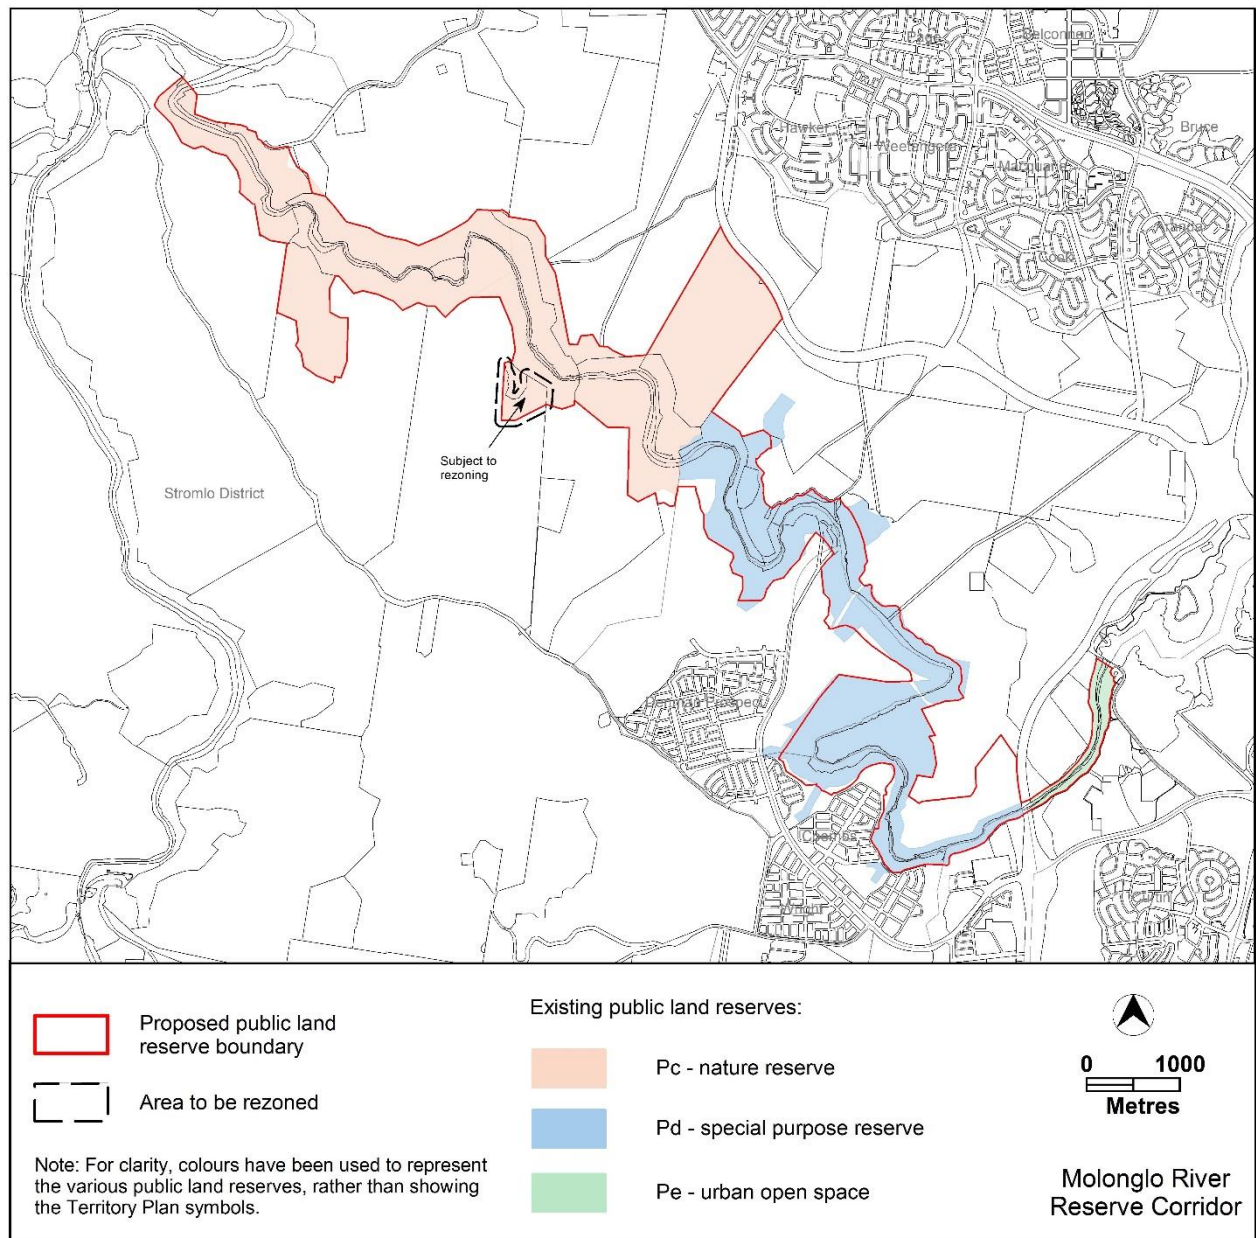 Page
Belconnen
Hawker
Weetangera
Bruce
Macquarie
Aranda
Cook
Subject to
rezoning
Stromlo District
Denman Prospect
Coombs
Wright
Curtin
Proposed public land
reserve boundary
Area to be rezoned
Note: For clarity, colours have been used to represent
the various public land reserves, rather than showing
the Territory Plan symbols.
Existing public land reserves:
Pc - nature reserve
Pd - special purpose reserve
Pe - urban open space
0 1000
Metres
Molonglo River
Reserve Corridor